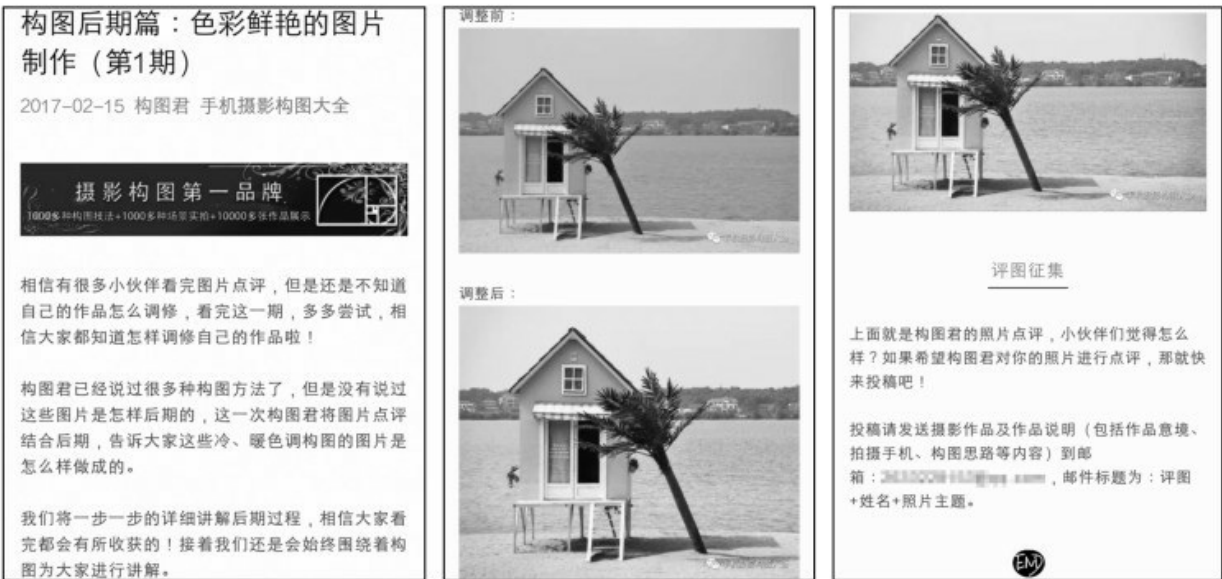 构图后期篇：色彩鲜艳的图片
制作（第1期）
2017-02-15 构图君 手机摄影构图大全
摄影构图第一品牌
1000多种构图技法+1000多种场景实拍+10000多张作品展示
相信有很多小伙伴看完图片点评，但是还是不知道
自己的作品怎么调修，看完这一期，多多尝试，相
信大家都知道怎样调修自己的作品啦！
构图君已经说过很多种构图方法了，但是没有说过
这些图片是怎样后期的，这一次构图君将图片点评
结合后期，告诉大家这些冷、暖色调构图的图片是
怎么样做成的。
我们将一步一步的详细讲解后期过程，相信大家看
完都会有所收获的！接着我们还是会始终围绕着构
图为大家进行讲解。
调整前：
调整后：
评图征集
上面就是构图君的照片点评，小伙伴们觉得怎么
样？如果希望构图君对你的照片进行点评，那就快
来投稿吧！
投稿请发送摄影作品及作品说明（包括作品意境、
拍摄手机、构图思路等内容）到邮
箱：，邮件标题为：评图
+姓名+照片主题。
END